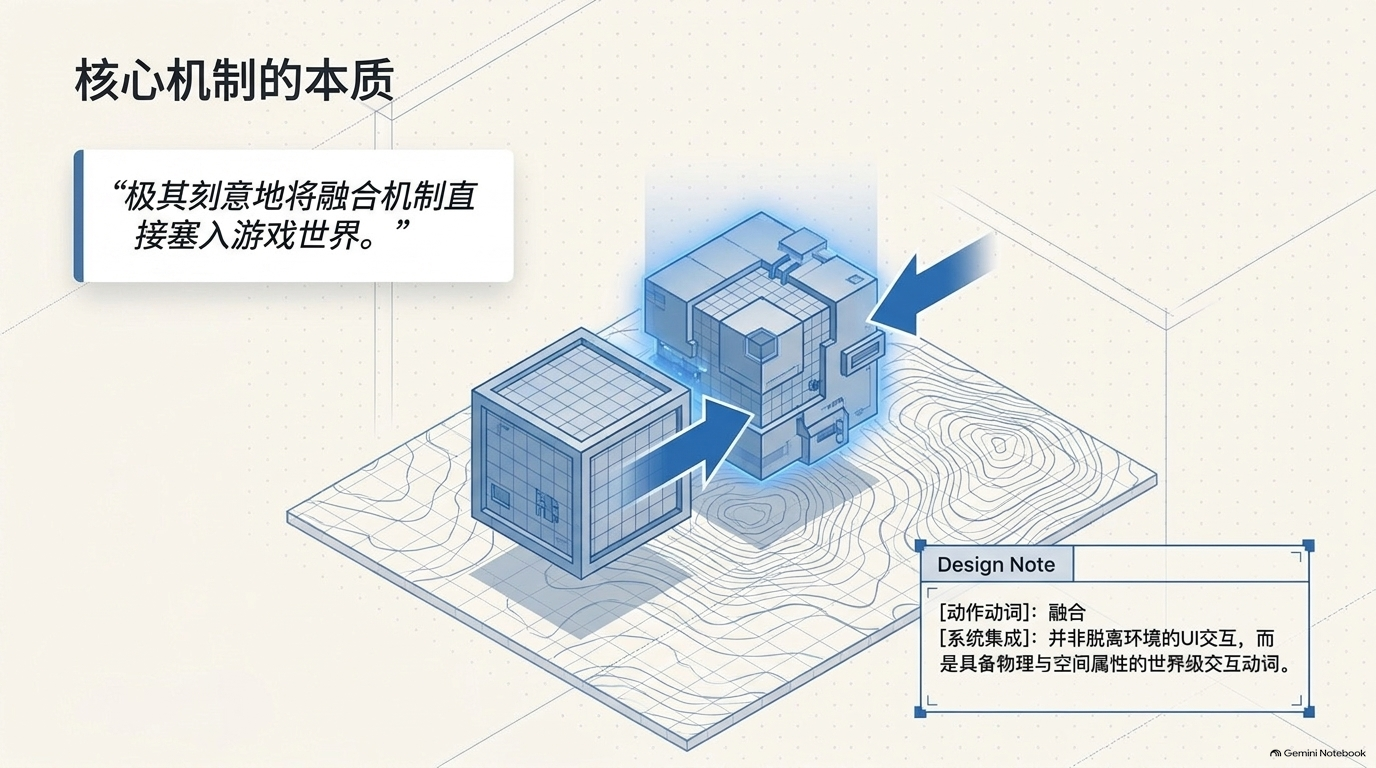 核心机制的本质
“极其刻意地将融合机制直
接塞入游戏世界。”
Design Note
[动作动词]：融合
[系统集成]：并非脱离环境的UI交互，而
是具备物理与空间属性的世界级交互动词。
Gemini Notebook